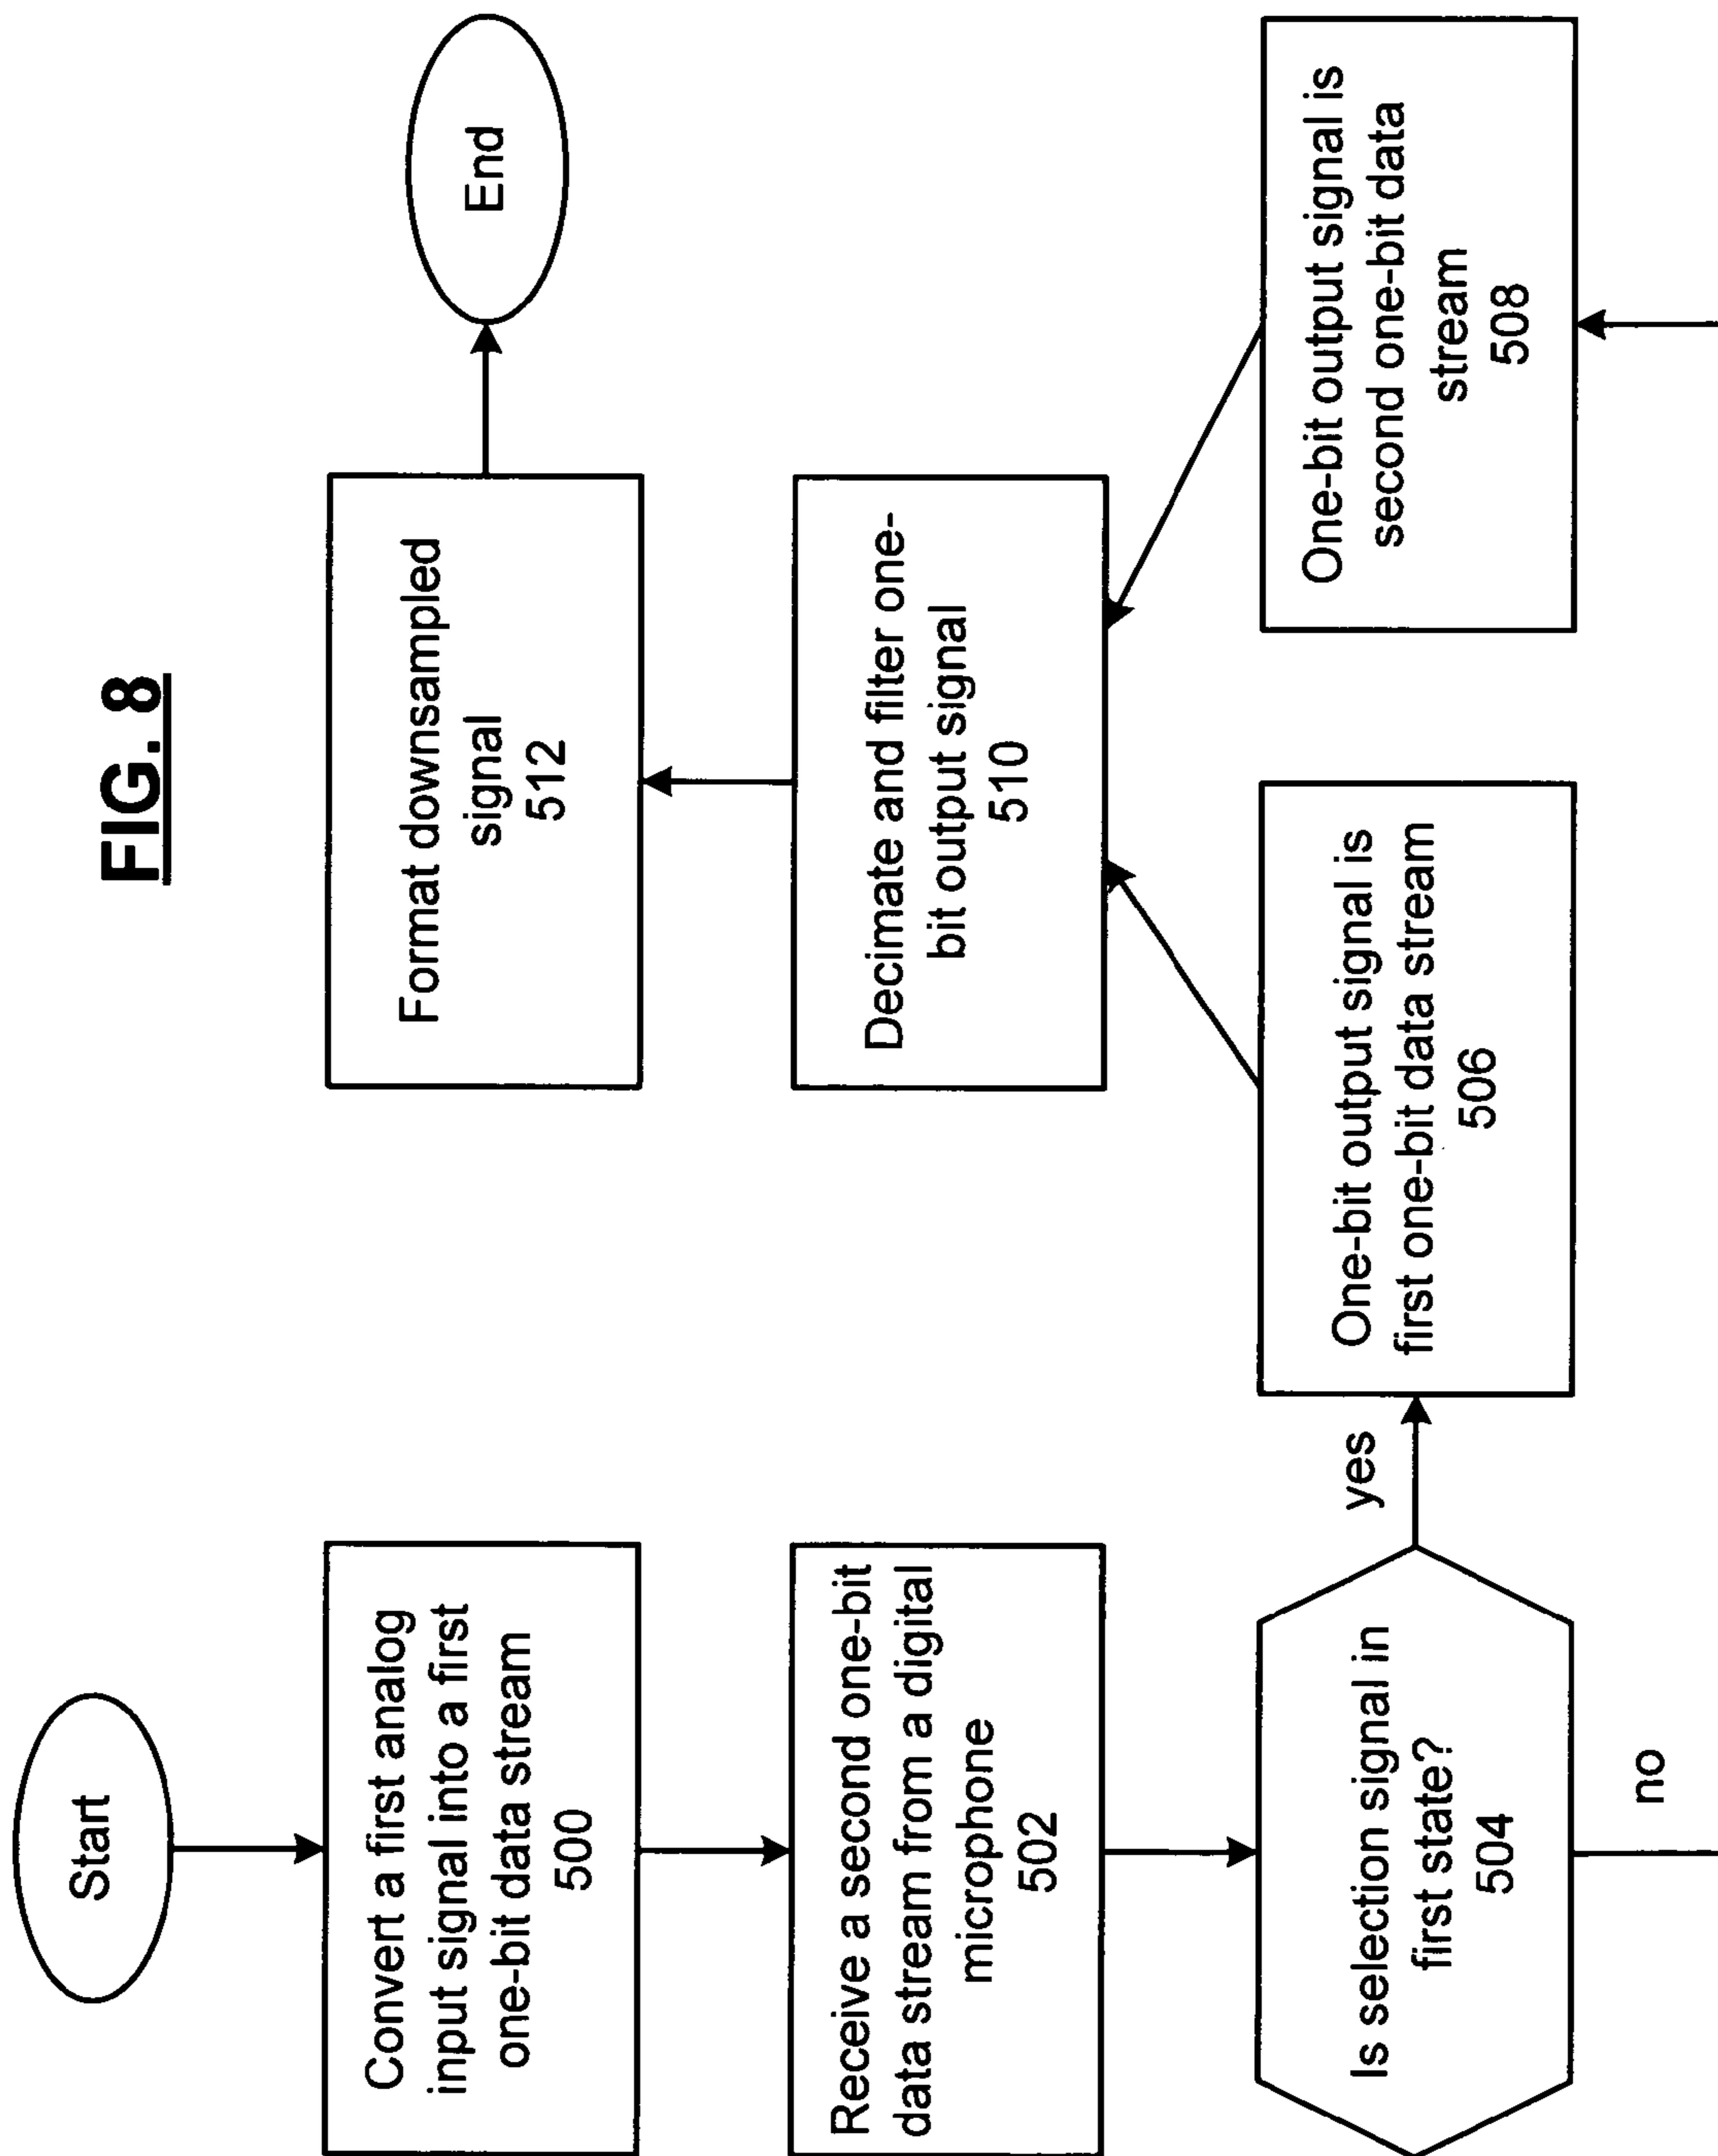 FIG. 8
Start
Convert a first analog
input signal into a first
one-bit data stream
500
Receive a second one-bit
data stream from a digital
microphone
502
Is selection signal in
first state?
504
yes
no
One-bit output signal is
first one-bit data stream
506
One-bit output signal is
second one-bit data
stream
508
Decimate and filter one-
bit output signal
510
Format downsampled
signal
512
End